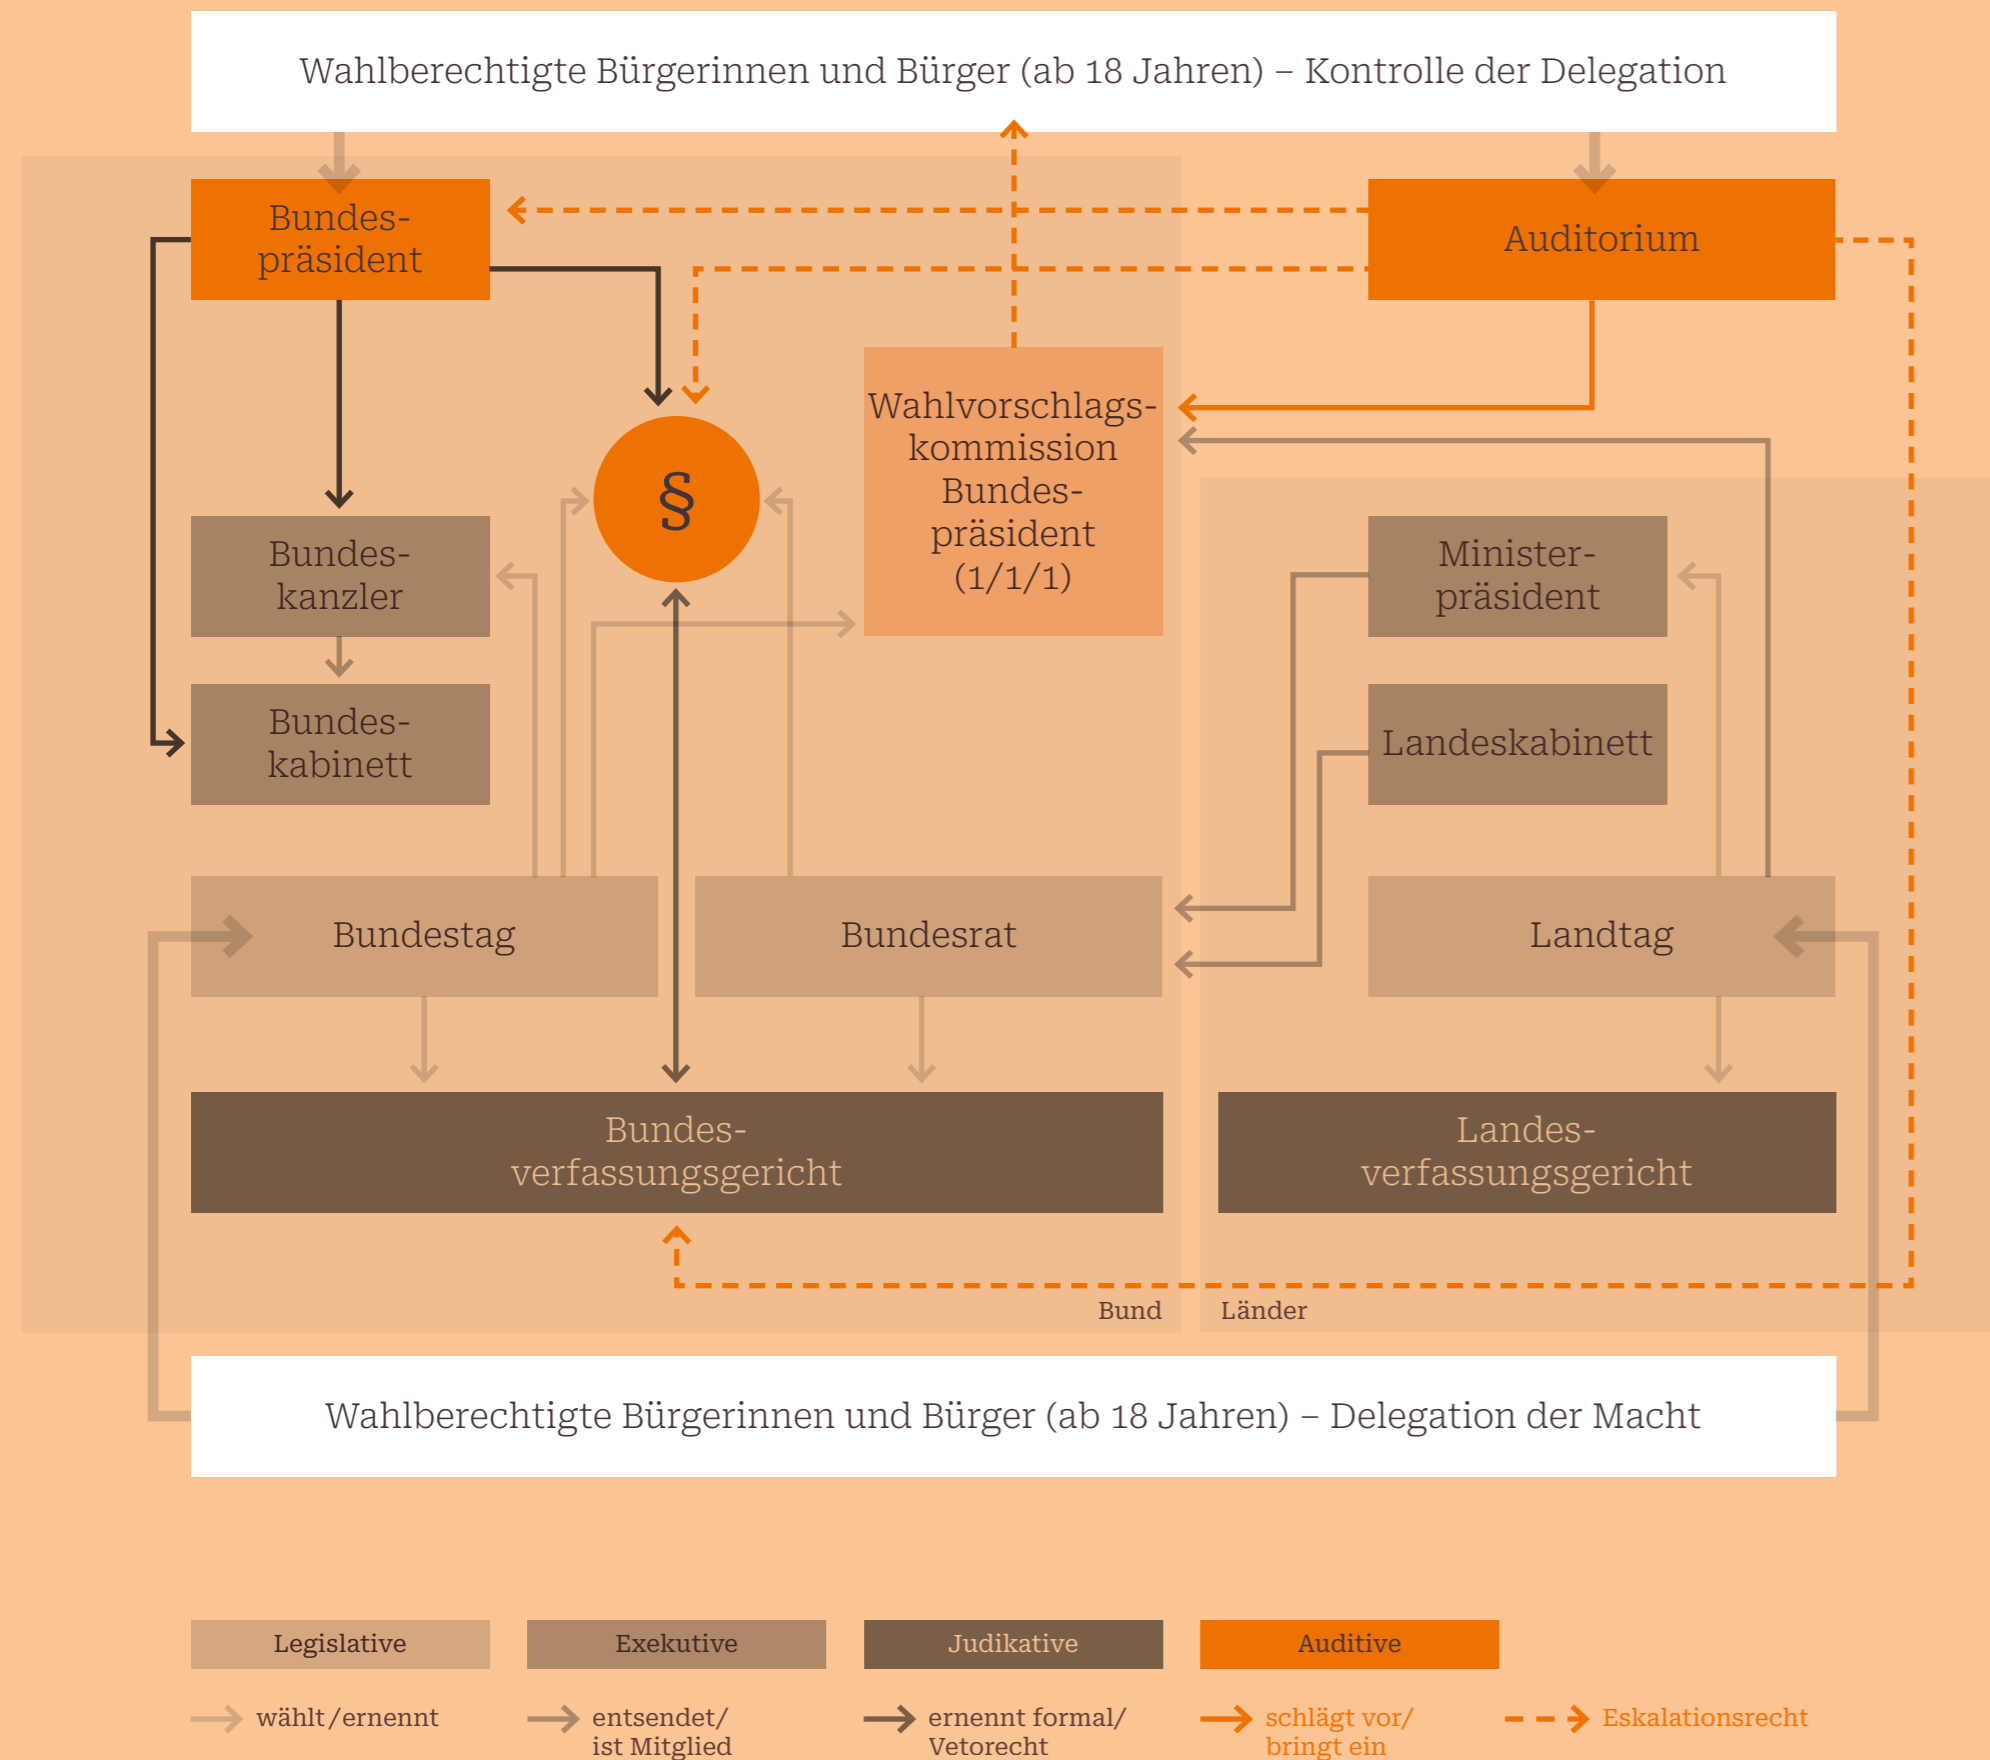 Wahlberechtigte Bürgerinnen und Bürger (ab 18 Jahren) – Kontrolle der Delegation
Bundes-
präsident
Auditorium
Wahlvorschlags-
kommission
Bundes-
präsident
(1/1/1)
§
Bundes-
kanzler
Minister-
präsident
Bundes-
kabinett
Landeskabinett
Bundestag
Bundesrat
Landtag
Bundes-
verfassungsgericht
Landes-
verfassungsgericht
Bund
Länder
Wahlberechtigte Bürgerinnen und Bürger (ab 18 Jahren) – Delegation der Macht
Legislative
Exekutive
Judikative
Auditive
wählt/ernennt
entsendet/
ist Mitglied
ernennt formal/
Vetorecht
schlägt vor/
bringt ein
Eskalationsrecht